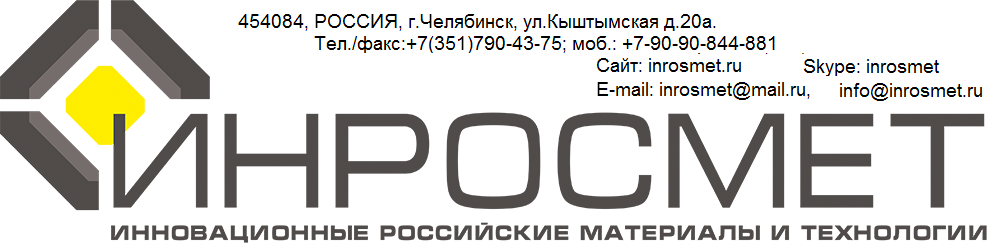 454084, РОССИЯ, г.Челябинск, ул.Кыштымская д.20а.
Тел./факс:+7(351)790-43-75; моб.: +7-90-90-844-881
Сайт: inrosmet.ru Skype: inrosmet
E-mail: inrosmet@mail.ru, info@inrosmet.ru
ИНРОСМЕТ
ИННОВАЦИОННЫЕ РОССИЙСКИЕ МАТЕРИАЛЫ И ТЕХНОЛОГИИ